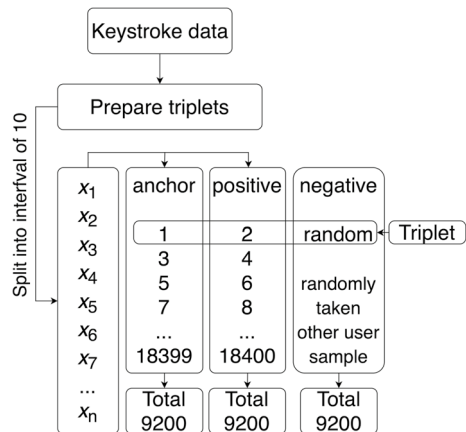 Keystroke data
Prepare triplets
Split into interfval of 10
x1
x2
x3
x4
x5
x6
x7
...
xn
anchor
1
3
5
7
...
18399
positive
2
4
6
8
...
18400
negative
random
randomly
taken
other user
sample
Triplet
Total
9200
Total
9200
Total
9200